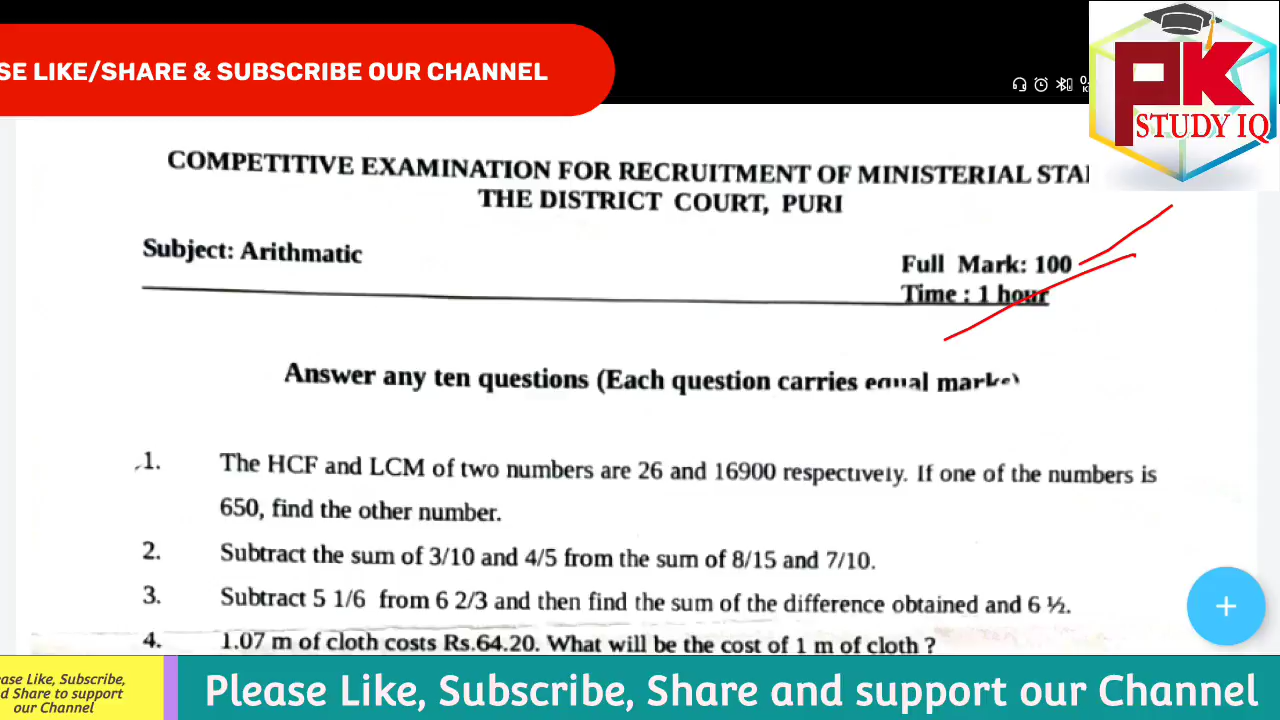 SE LIKE/SHARE & SUBSCRIBE OUR CHANNEL
PK
STUDY IQ
COMPETITIVE EXAMINATION FOR RECRUITMENT OF MINISTERIAL
THE DISTRICT COURT, PURI
Subject: Arithmatic
Full Mark: 100
Time : 1 hour
Answer any ten questions (Each question carries equal marks)
1. The HCF and LCM of two numbers are 26 and 16900 respectively. If one of the numbers is
650, find the other number.
2. Subtract the sum of 3/10 and 4/5 from the sum of 8/15 and 7/10.
3. Subtract 5 1/6 from 6 2/3 and then find the sum of the difference obtained and 6 ½.
4. 1.07 m of cloth costs Rs.64.20. What will be the cost of 1 m of cloth ?
ease Like, Subscribe,
d Share to support
our Channel
Please Like, Subscribe, Share and support our Channel